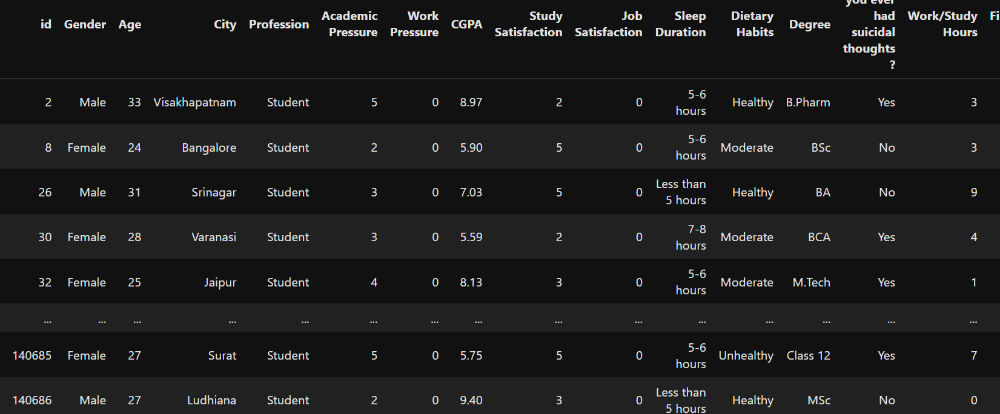 id Gender Age City Profession Academic Pressure Work Pressure CGPA Study Satisfaction Job Satisfaction Sleep Duration Dietary Habits Degree you ever had suicidal thoughts ? Work/Study Hours Fi
2 Male 33 Visakhapatnam Student 5 0 8.97 2 0 5-6 hours Healthy B.Pharm Yes 3
8 Female 24 Bangalore Student 2 0 5.90 5 0 5-6 hours Moderate BSc No 3
26 Male 31 Srinagar Student 3 0 7.03 5 0 Less than 5 hours Healthy BA No 9
30 Female 28 Varanasi Student 3 0 5.59 2 0 7-8 hours Moderate BCA Yes 4
32 Female 25 Jaipur Student 4 0 8.13 3 0 5-6 hours Moderate M.Tech Yes 1
... ... ... ... ... ... ... ... ... ... ... ... ... ... ...
140685 Female 27 Surat Student 5 0 5.75 5 0 5-6 hours Unhealthy Class 12 Yes 7
140686 Male 27 Ludhiana Student 2 0 9.40 3 0 Less than 5 hours Healthy MSc No 0